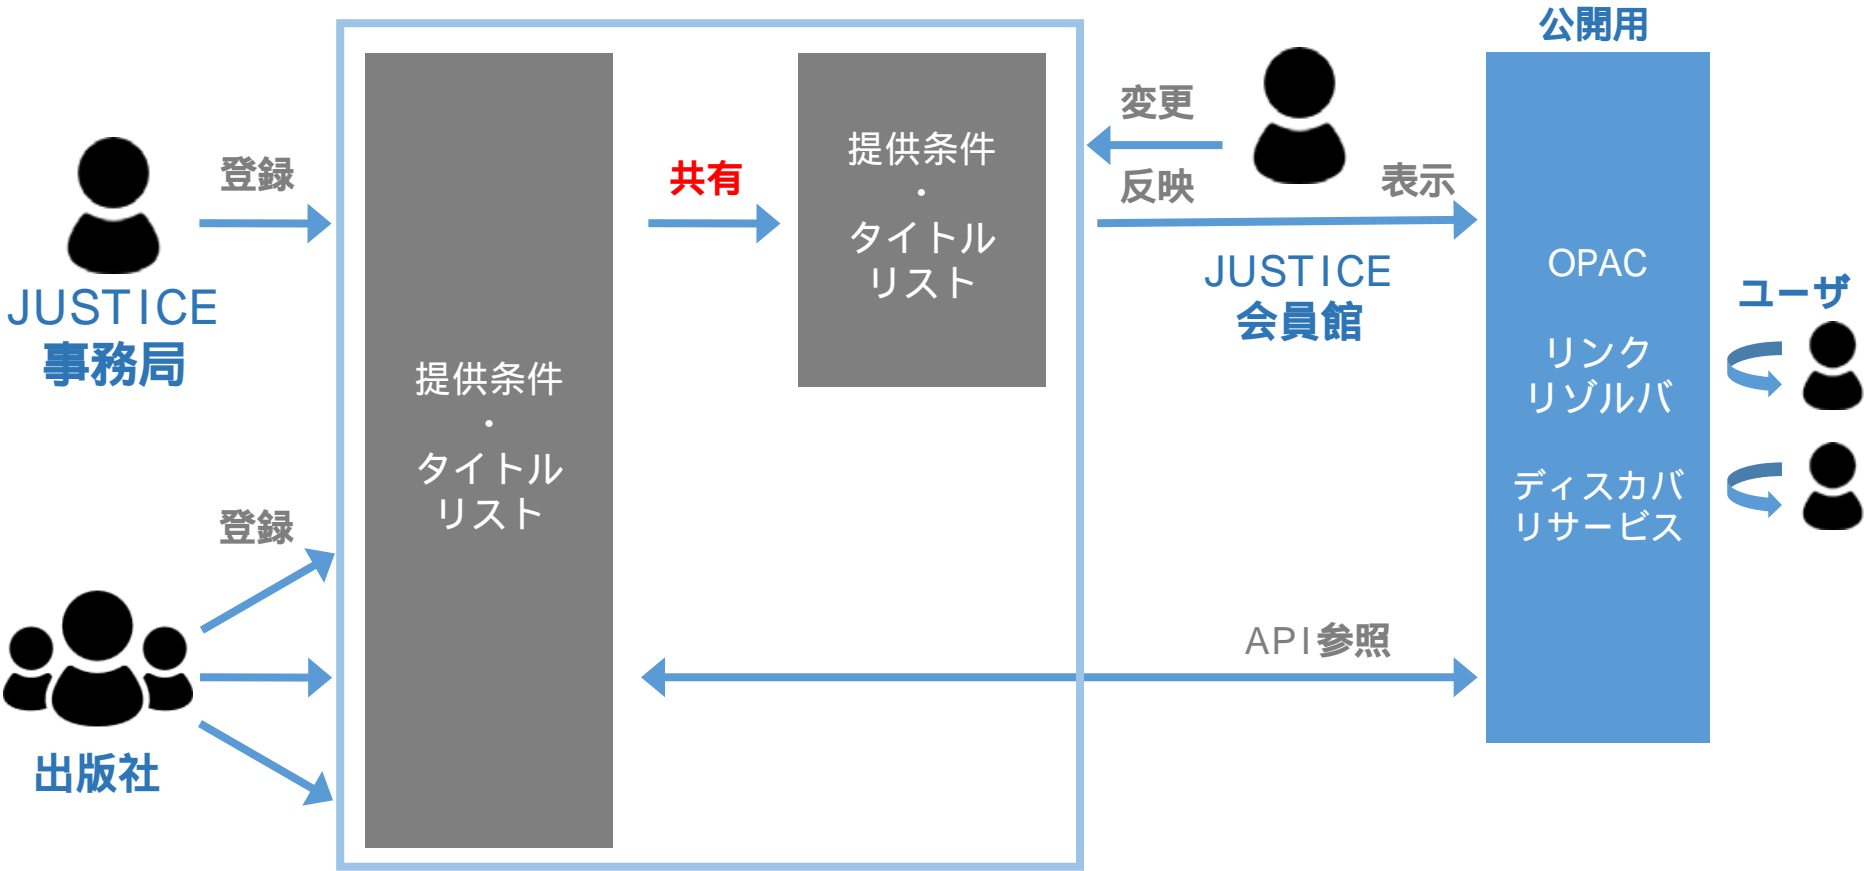 登録
JUSTICE
事務局
登録
出版社
提供条件
・
タイトル
リスト
共有
提供条件
・
タイトル
リスト
変更
反映
表示
JUSTICE
会員館
API参照
公開用
OPAC
リンク
リゾルバ
ディスカバ
リサービス
ユーザ